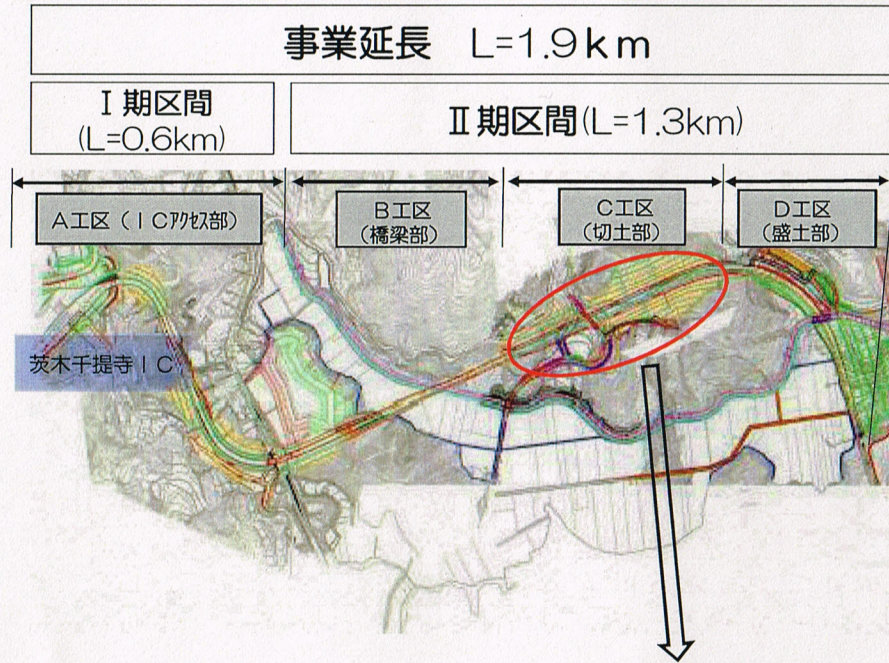 事業延長 L=1.9km
Ⅰ期区間
(L=0.6km)
Ⅱ期区間(L=1.3km)
A工区(ICアクセス部)
B工区
(橋梁部)
C工区
(切土部)
D工区
(盛土部)
茨木千提寺IC